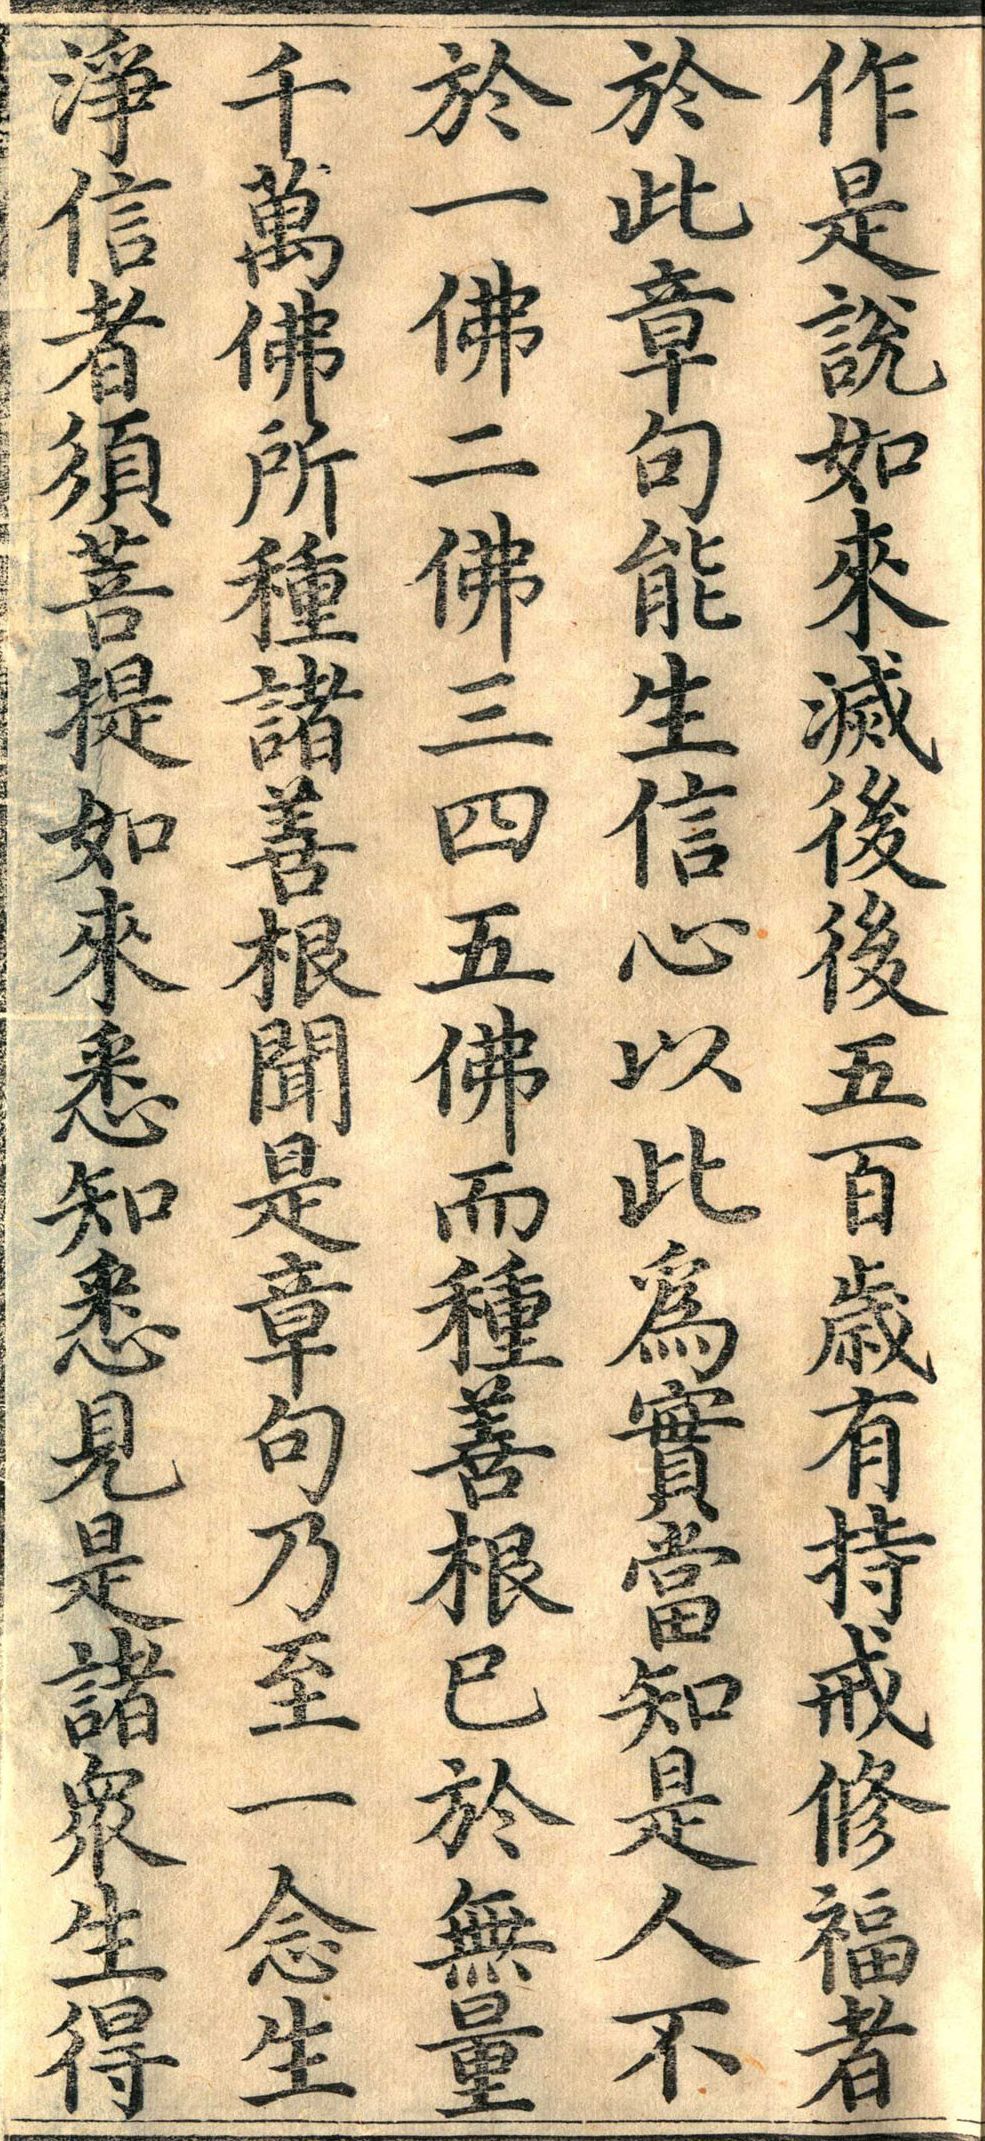 作是說如來滅後後五百歲有持戒修福者
於此章句能生信心以此為實當知是人不
於一佛二佛三四五佛而種善根已於無量
千萬佛所種諸善根聞是章句乃至一念生
淨信者須菩提如來悉知悉見是諸眾生得